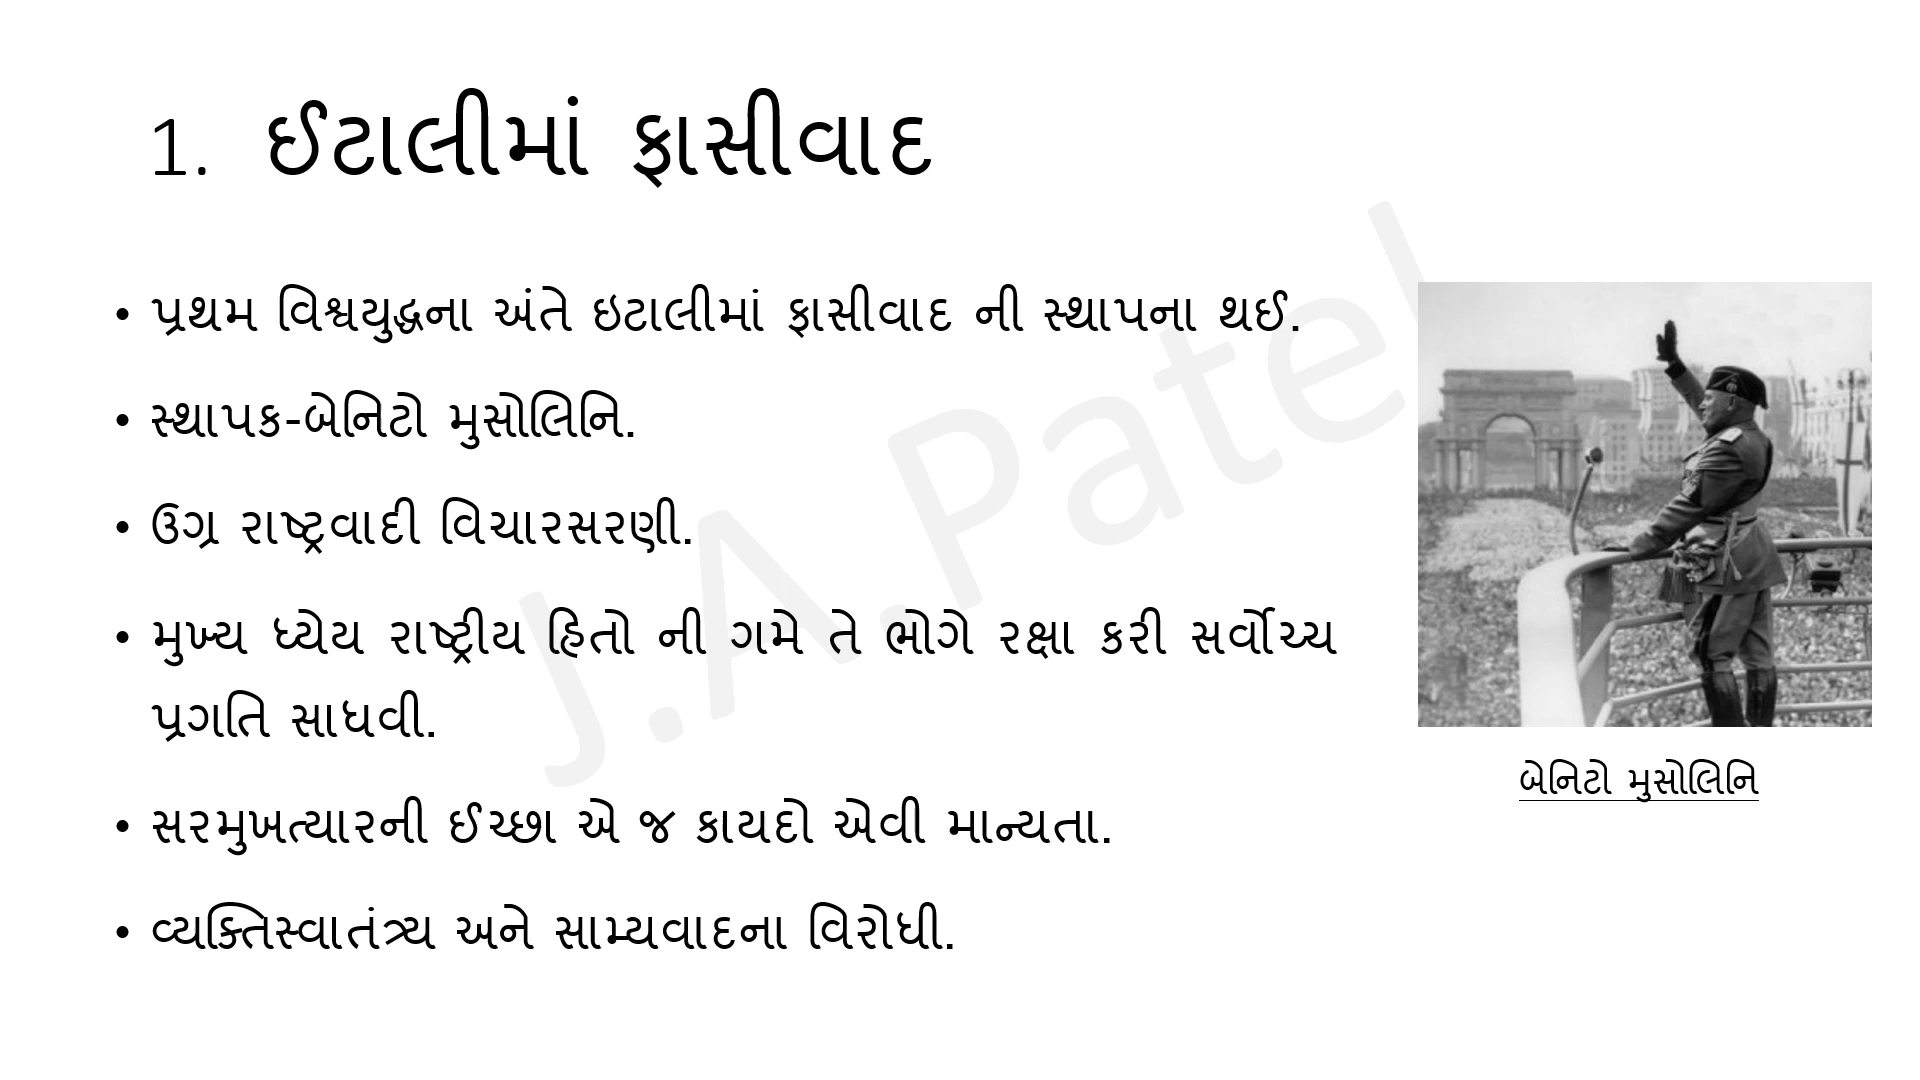 1. ઈટાલીમાં ફાસીવાદ
• પ્રથમ વિશ્વયુદ્ધના અંતે ઇટાલીમાં ફાસીવાદ ની સ્થાપના થઈ.
• સ્થાપક-બેનિટો મુસોલિનિ.
• ઉગ્ર રાષ્ટ્રવાદી વિચારસરણી.
• મુખ્ય ધ્યેય રાષ્ટ્રીય હિતો ની ગમે તે ભોગે રક્ષા કરી સર્વોચ્ચ
પ્રગતિ સાધવી.
• સરમુખત્યારની ઈચ્છા એ જ કાયદો એવી માન્યતા.
• વ્યક્તિસ્વાતંત્ર્ય અને સામ્યવાદના વિરોધી.
બેનિટો મુસોલિનિ
J.A.Patel